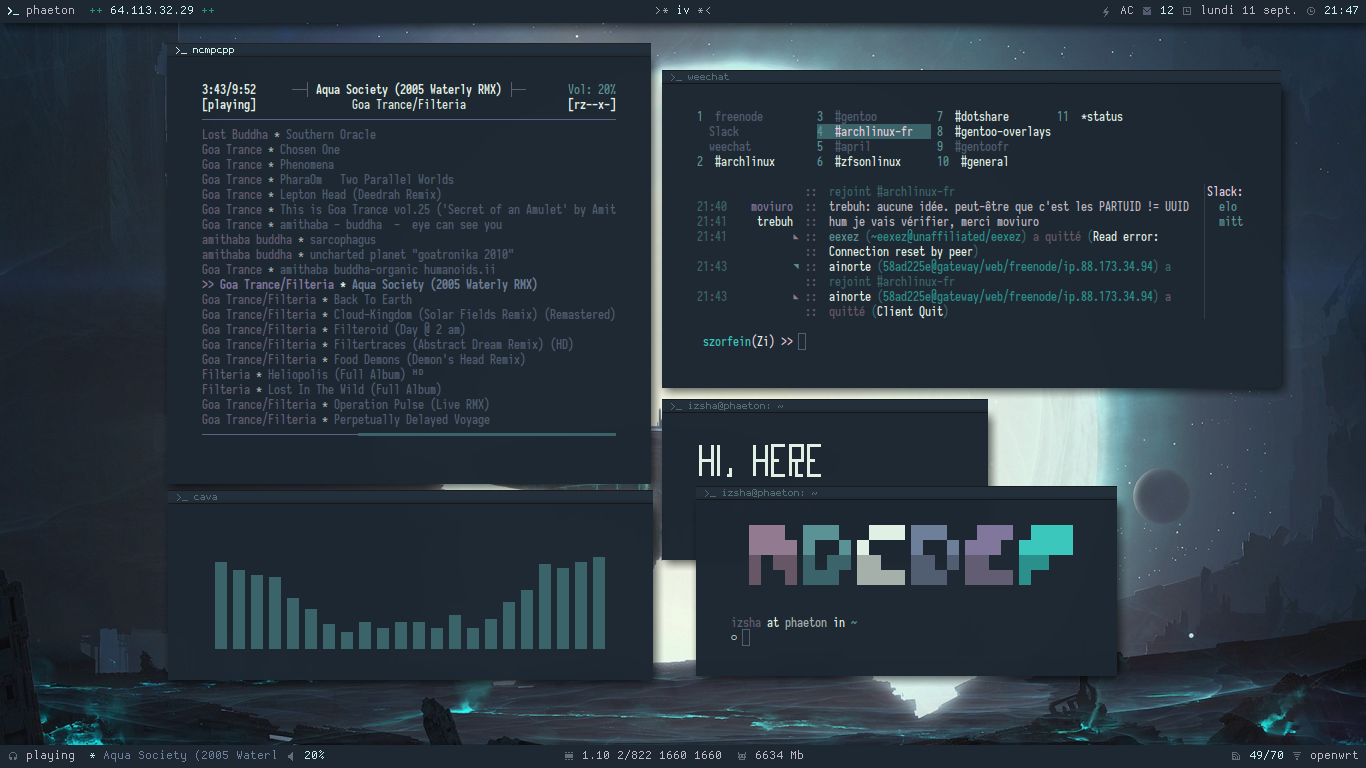 >_ phaeton ++ 64.113.32.29 ++
>* iv *<
AC 12 lundi 11 sept. 21:47
>_ ncmpcpp
3:43/9:52 ─┤ Aqua Society (2005 Waterly RMX) ├─ Vol: 20%
[playing] Goa Trance/Filteria [rz--x-]
Lost Buddha * Southern Oracle
Goa Trance * Chosen One
Goa Trance * Phenomena
Goa Trance * PharaOm   Two Parallel Worlds
Goa Trance * Lepton Head (Deedrah Remix)
Goa Trance * This is Goa Trance vol.25 ('Secret of an Amulet' by Amit
Goa Trance * amithaba - buddha  -  eye can see you
amithaba buddha * sarcophagus
amithaba buddha * uncharted planet "goatronika 2010"
Goa Trance * amithaba buddha-organic humanoids.ii
>> Goa Trance/Filteria * Aqua Society (2005 Waterly RMX)
Goa Trance/Filteria * Back To Earth
Goa Trance/Filteria * Cloud-Kingdom (Solar Fields Remix) (Remastered)
Goa Trance/Filteria * Filteroid (Day @ 2 am)
Goa Trance/Filteria * Filtertraces (Abstract Dream Remix) (HD)
Goa Trance/Filteria * Food Demons (Demon's Head Remix)
Filteria * Heliopolis (Full Album) ᴴᴰ
Filteria * Lost In The Wild (Full Album)
Goa Trance/Filteria * Operation Pulse (Live RMX)
Goa Trance/Filteria * Perpetually Delayed Voyage
>_ cava
>_ weechat
1 freenode 3 #gentoo 7 #dotshare 11 *status
Slack 4 #archlinux-fr 8 #gentoo-overlays
weechat 5 #april 9 #gentoofr
2 #archlinux 6 #zfsonlinux 10 #general
:: rejoint #archlinux-fr Slack:
21:40 moviuro :: trebuh: aucune idée. peut-être que c'est les PARTUID != UUID elo
21:41 trebuh :: hum je vais vérifier, merci moviuro mitt
21:41 :: eexez (~eexez@unaffiliated/eexez) a quitté (Read error:
:: Connection reset by peer)
21:43 :: ainorte (58ad225e@gateway/web/freenode/ip.88.173.34.94) a
:: rejoint #archlinux-fr
21:43 :: ainorte (58ad225e@gateway/web/freenode/ip.88.173.34.94) a
:: quitté (Client Quit)
szorfein(Zi) >>
>_ izsha@phaeton: ~
HI, HERE
>_ izsha@phaeton: ~
izsha at phaeton in ~
playing * Aqua Society (2005 Waterl 20%
1.10 2/822 1660 1660 6634 Mb
49/70 openwrt